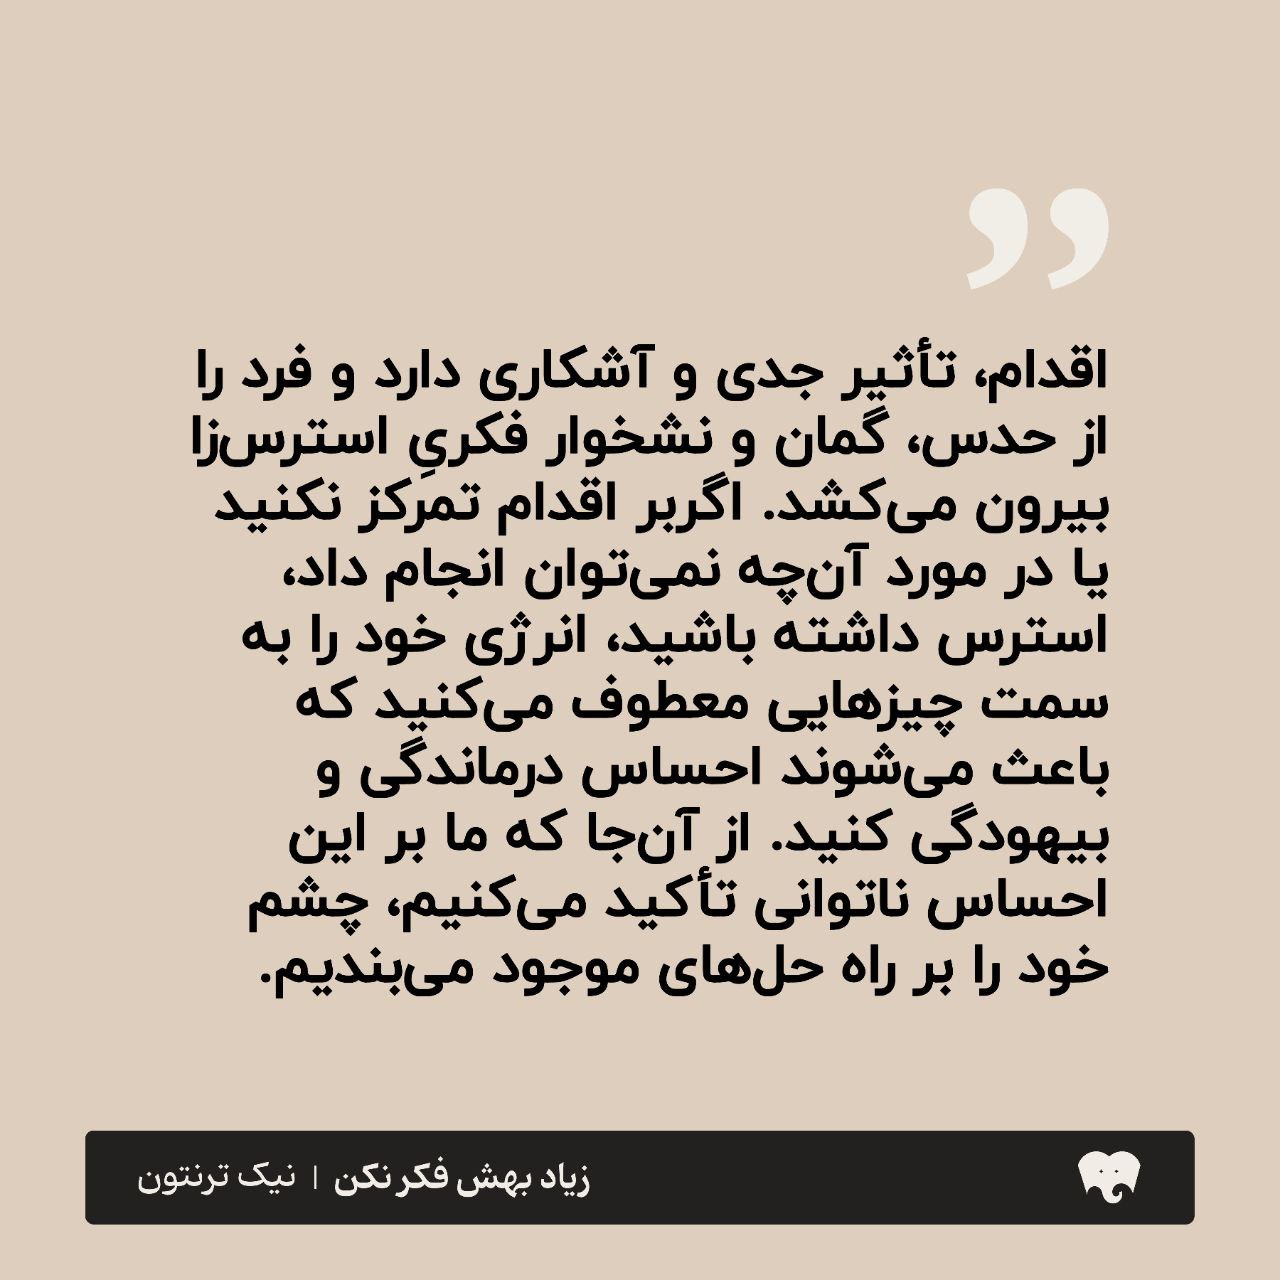 اقدام، تأثیر جدی و آشکاری دارد و فرد را
از حدس، گمان و نشخوار فکریِ استرس‌زا
بیرون می‌کشد. اگربر اقدام تمرکز نکنید
یا در مورد آن‌چه نمی‌توان انجام داد،
استرس داشته باشید، انرژی خود را به
سمت چیزهایی معطوف می‌کنید که
باعث می‌شوند احساس درماندگی و
بیهودگی کنید. از آن‌جا که ما بر این
احساس ناتوانی تأکید می‌کنیم، چشم
خود را بر راه حل‌های موجود می‌بندیم.
زیاد بهش فکر نکن | نیک ترنتون